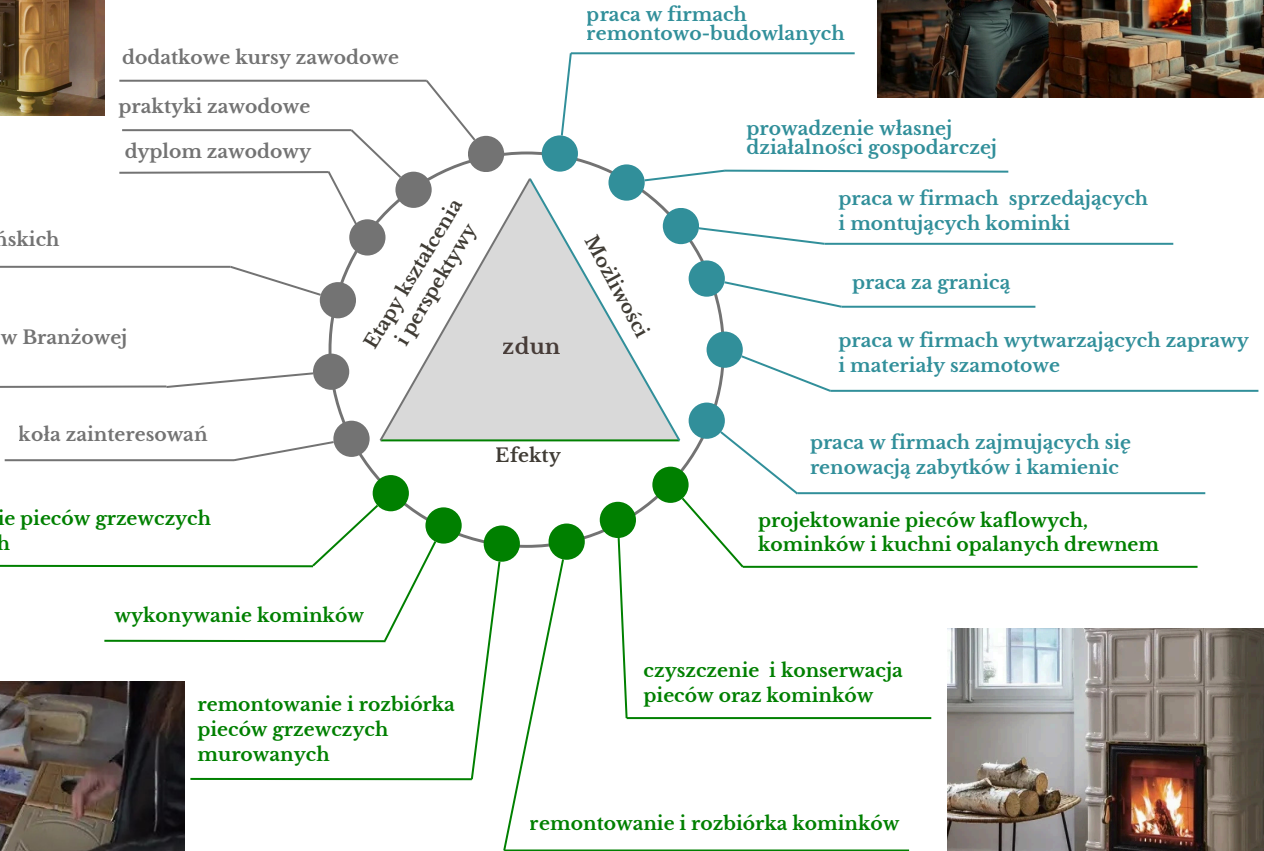 praca w firmach
remontowo-budowlanych
dodatkowe kursy zawodowe
praktyki zawodowe
dyplom zawodowy
prowadzenie własnej
działalności gospodarczej
praca w firmach sprzedających
i montujących kominki
ńskich
Etapy kształcenia
i perspektywy
Możliwości
praca za granicą
w Branżowej
zdun
praca w firmach wytwarzających zaprawy
i materiały szamotowe
koła zainteresowań
Efekty
praca w firmach zajmujących się
renowacją zabytków i kamienic
ie pieców grzewczych
h
projektowanie pieców kaflowych,
kominków i kuchni opalanych drewnem
wykonywanie kominków
czyszczenie i konserwacja
pieców oraz kominków
remontowanie i rozbiórka
pieców grzewczych
murowanych
remontowanie i rozbiórka kominków